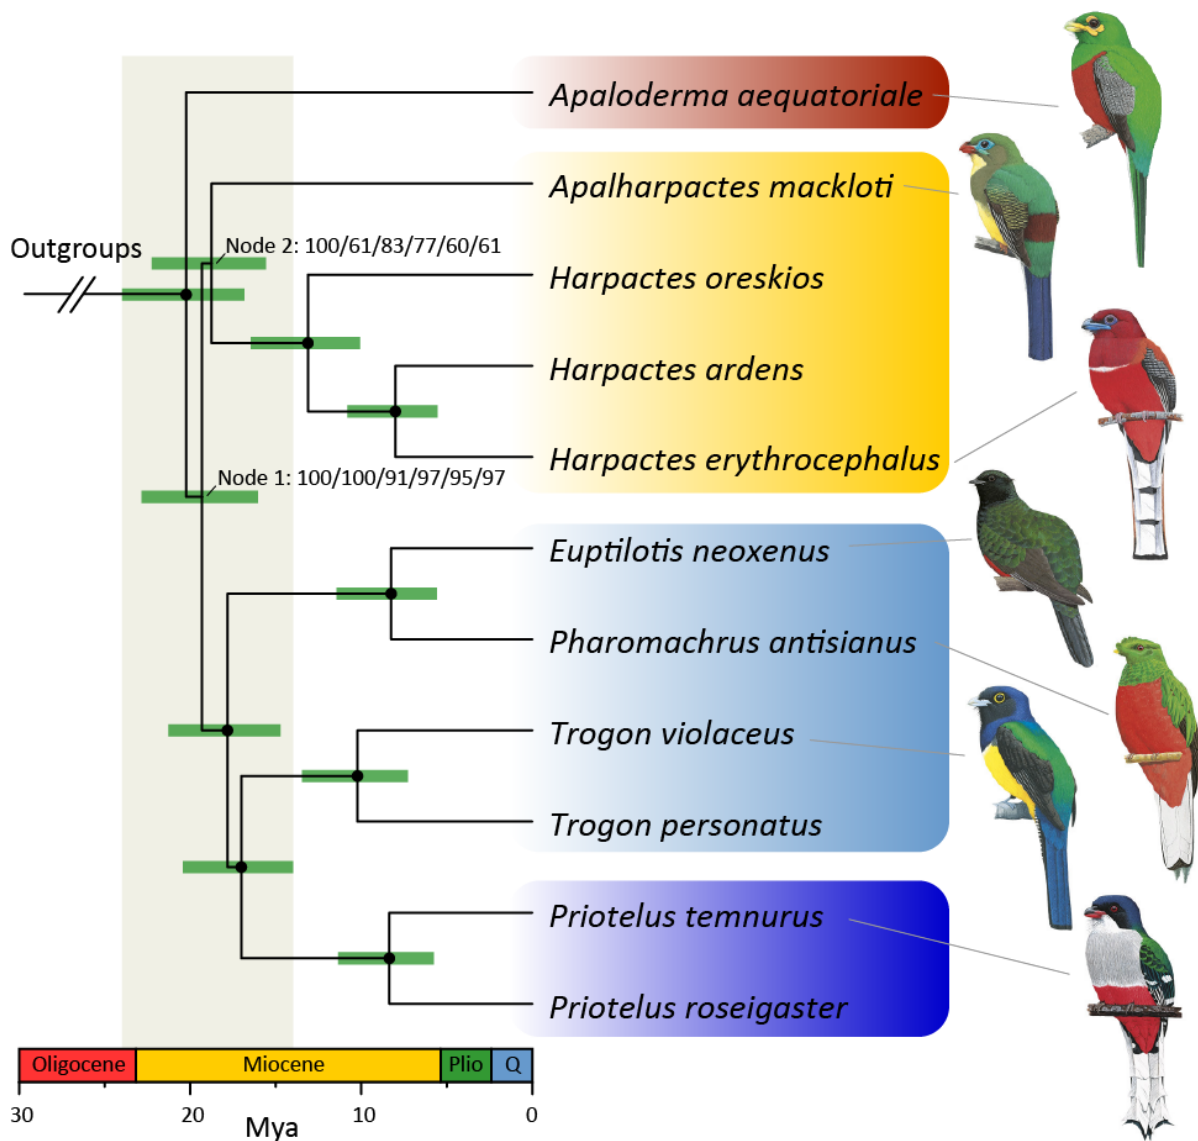 Apaloderma aequatoriale
Apalharpactes mackloti
Outgroups
Node 2: 100/61/83/77/60/61
Harpactes oreskios
Harpactes ardens
Harpactes erythrocephalus
Node 1: 100/100/91/97/95/97
Euptilotis neoxenus
Pharomachrus antisianus
Trogon violaceus
Trogon personatus
Priotelus temnurus
Priotelus roseigaster
Oligocene Miocene Plio Q
30 20 10 0
Mya